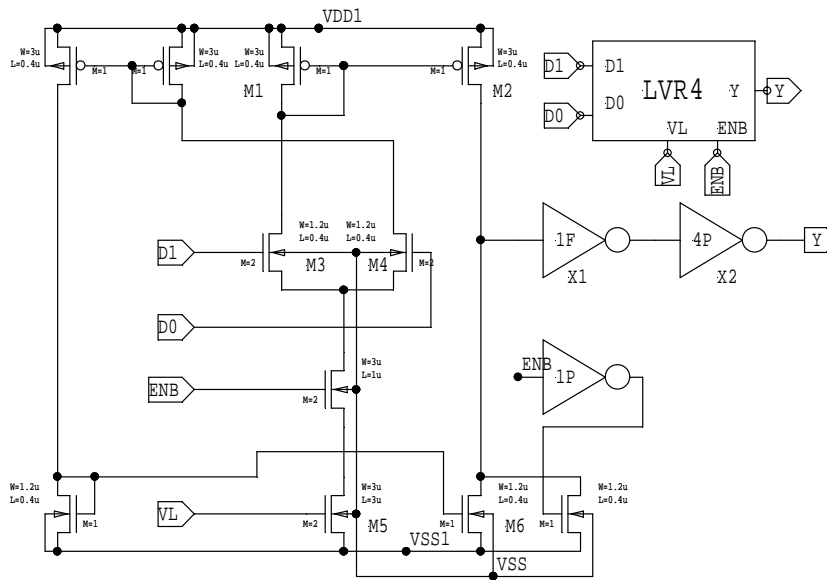 VDD1
W=3u
L=0.4u
M=1
M=1
W=3u
L=0.4u
W=3u
L=0.4u
M=1
M1
M=1
W=3u
L=0.4u
M2
D1
D0
D1
D0
LVR4
Y
VL
ENB
Y
VL
ENB
W=1.2u
L=0.4u
W=1.2u
L=0.4u
D1
M=2
M3
M4
M=2
1F
X1
4P
X2
Y
D0
W=3u
L=1u
ENB
M=2
ENB
1P
W=1.2u
L=0.4u
M=1
VL
W=3u
L=3u
M=2
M5
W=1.2u
L=0.4u
M=1
M6
W=1.2u
L=0.4u
M=1
VSS1
VSS